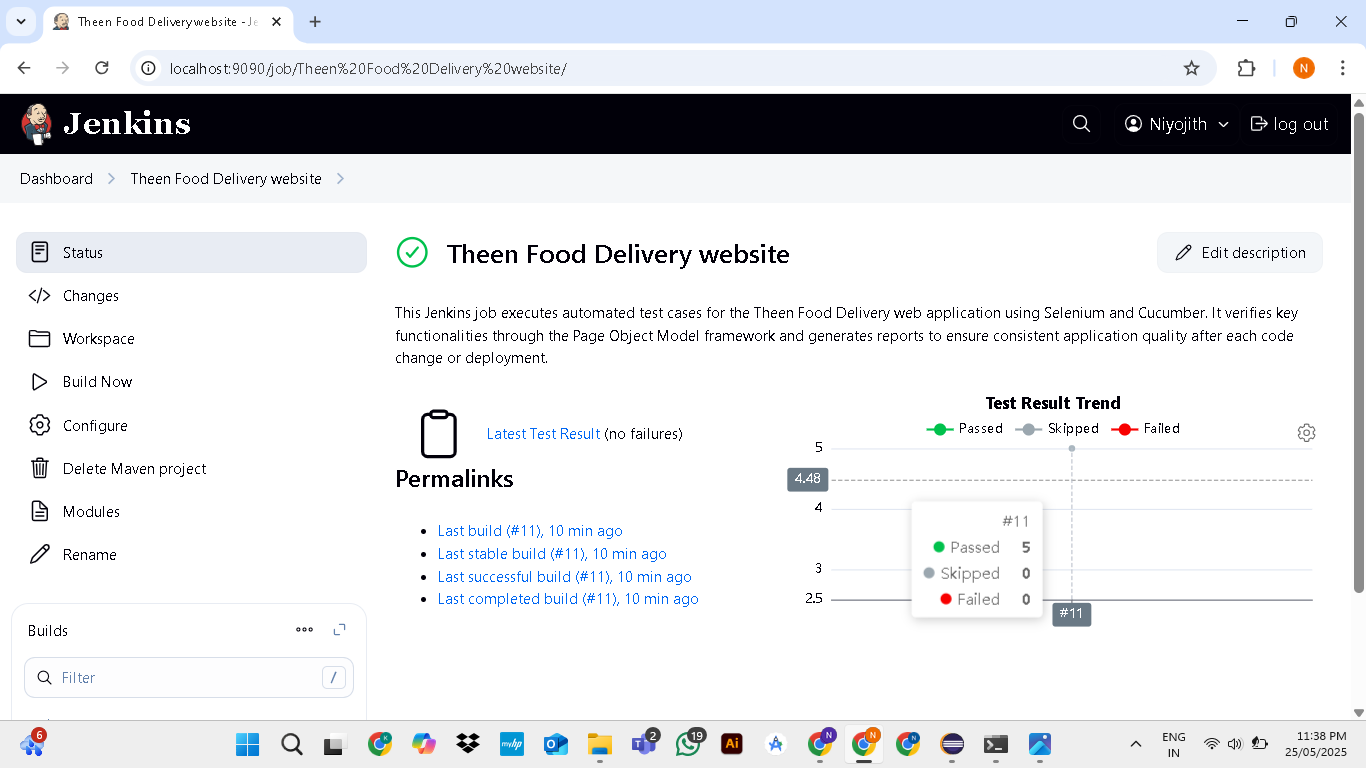 Theen Food Delivery website - Je
localhost:9090/job/Theen%20Food%20Delivery%20website/
N
Jenkins
Niyojith
log out
Dashboard
Theen Food Delivery website
Status
Changes
Workspace
Build Now
Configure
Delete Maven project
Modules
Rename
Builds
Filter
/
Theen Food Delivery website
Edit description
This Jenkins job executes automated test cases for the Theen Food Delivery web application using Selenium and Cucumber. It verifies key
functionalities through the Page Object Model framework and generates reports to ensure consistent application quality after each code
change or deployment.
Latest Test Result (no failures)
Permalinks
Last build (#11), 10 min ago
Last stable build (#11), 10 min ago
Last successful build (#11), 10 min ago
Last completed build (#11), 10 min ago
Test Result Trend
Passed Skipped Failed
5
4.48
4
3
2.5
#11
Passed 5
Skipped 0
Failed 0
#11
6
K
myhp
2
19
Ai
N
N
N
ENG
IN
11:38 PM
25/05/2025